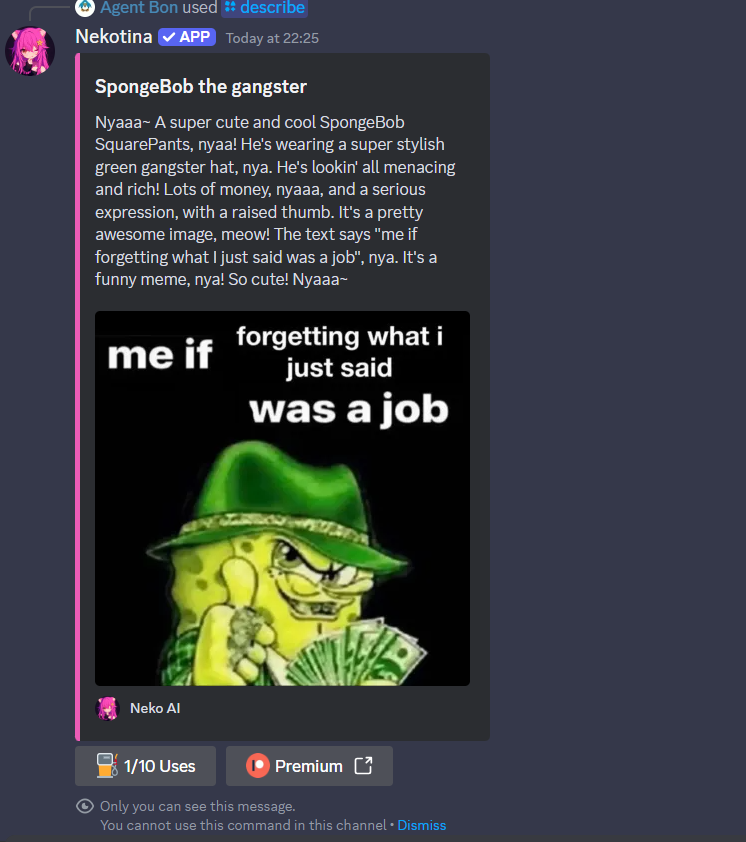 Agent Bon used describe
Nekotina ✓ APP Today at 22:25
SpongeBob the gangster
Nyaaa~ A super cute and cool SpongeBob
SquarePants, nyaa! He's wearing a super stylish
green gangster hat, nya. He's lookin' all menacing
and rich! Lots of money, nyaaa, and a serious
expression, with a raised thumb. It's a pretty
awesome image, meow! The text says "me if
forgetting what I just said was a job", nya. It's a
funny meme, nya! So cute! Nyaaa~
me if forgetting what i
just said
was a job
Neko AI
1/10 Uses Premium
Only you can see this message.
You cannot use this command in this channel • Dismiss